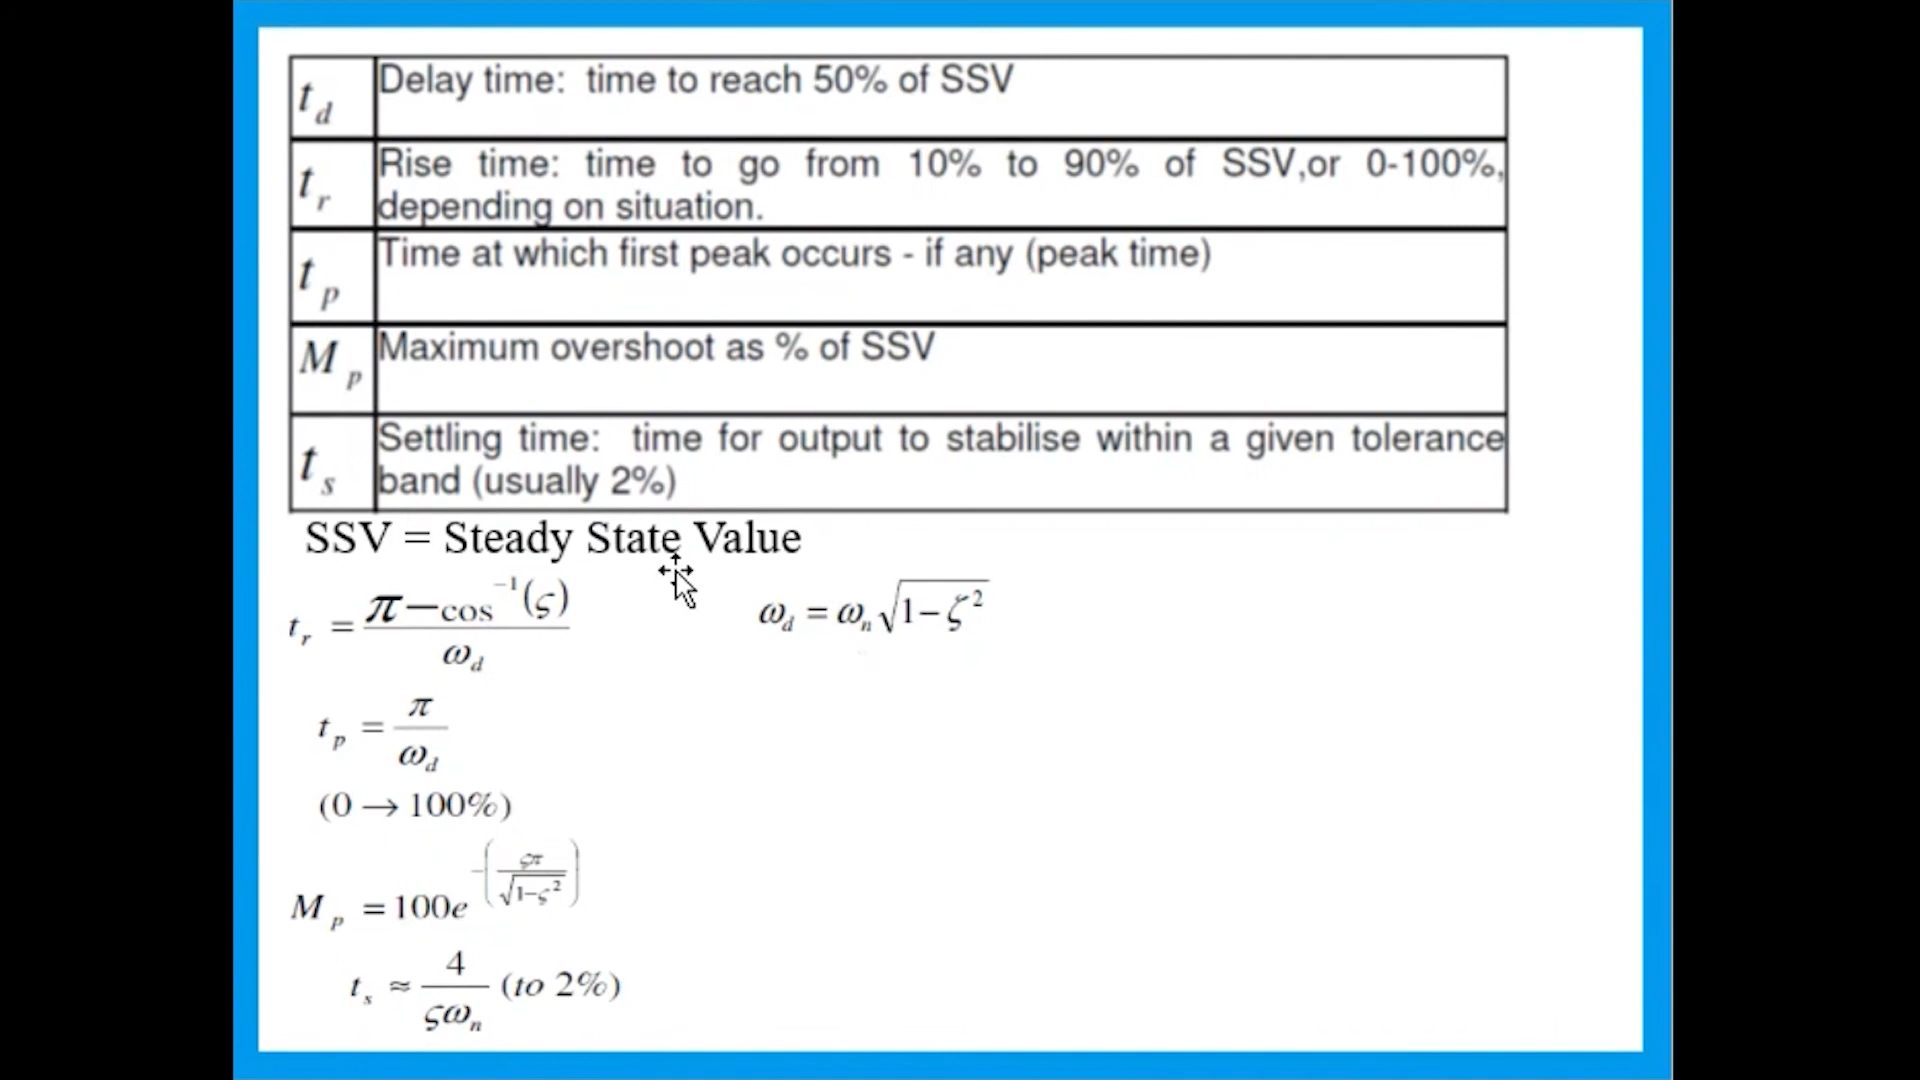 t_d Delay time: time to reach 50% of SSV
t_r Rise time: time to go from 10% to 90% of SSV,or 0-100%,
depending on situation.
t_p Time at which first peak occurs - if any (peak time)
M_p Maximum overshoot as % of SSV
t_s Settling time: time for output to stabilise within a given tolerance
band (usually 2%)
SSV = Steady State Value
t_r = (π − cos⁻¹(ς)) / ω_d
ω_d = ω_n √(1 − ζ²)
t_p = π / ω_d
(0 → 100%)
M_p = 100e^−(ςπ / √(1−ς²))
t_s ≈ 4 / (ςω_n) (to 2%)